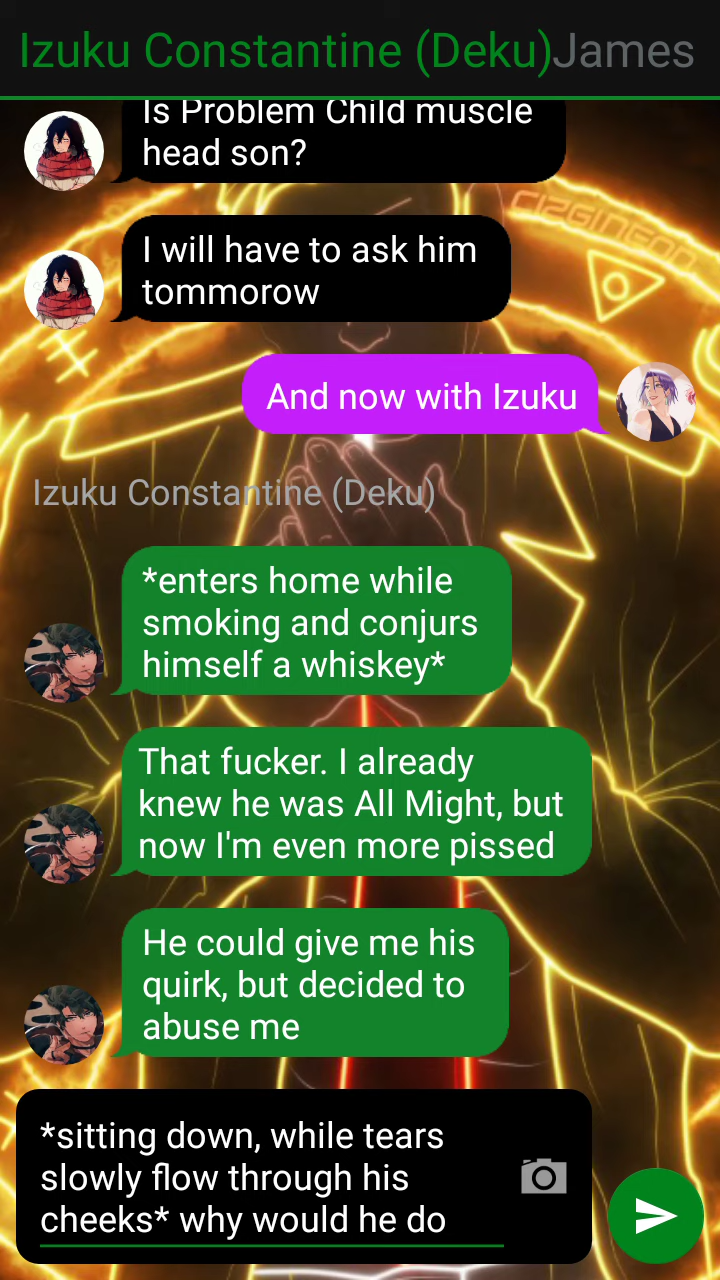 Izuku Constantine (Deku)James
Is Problem Child muscle
head son?
I will have to ask him
tommorow
And now with Izuku
Izuku Constantine (Deku)
*enters home while
smoking and conjurs
himself a whiskey*
That fucker. I already
knew he was All Might, but
now I'm even more pissed
He could give me his
quirk, but decided to
abuse me
*sitting down, while tears
slowly flow through his
cheeks* why would he do